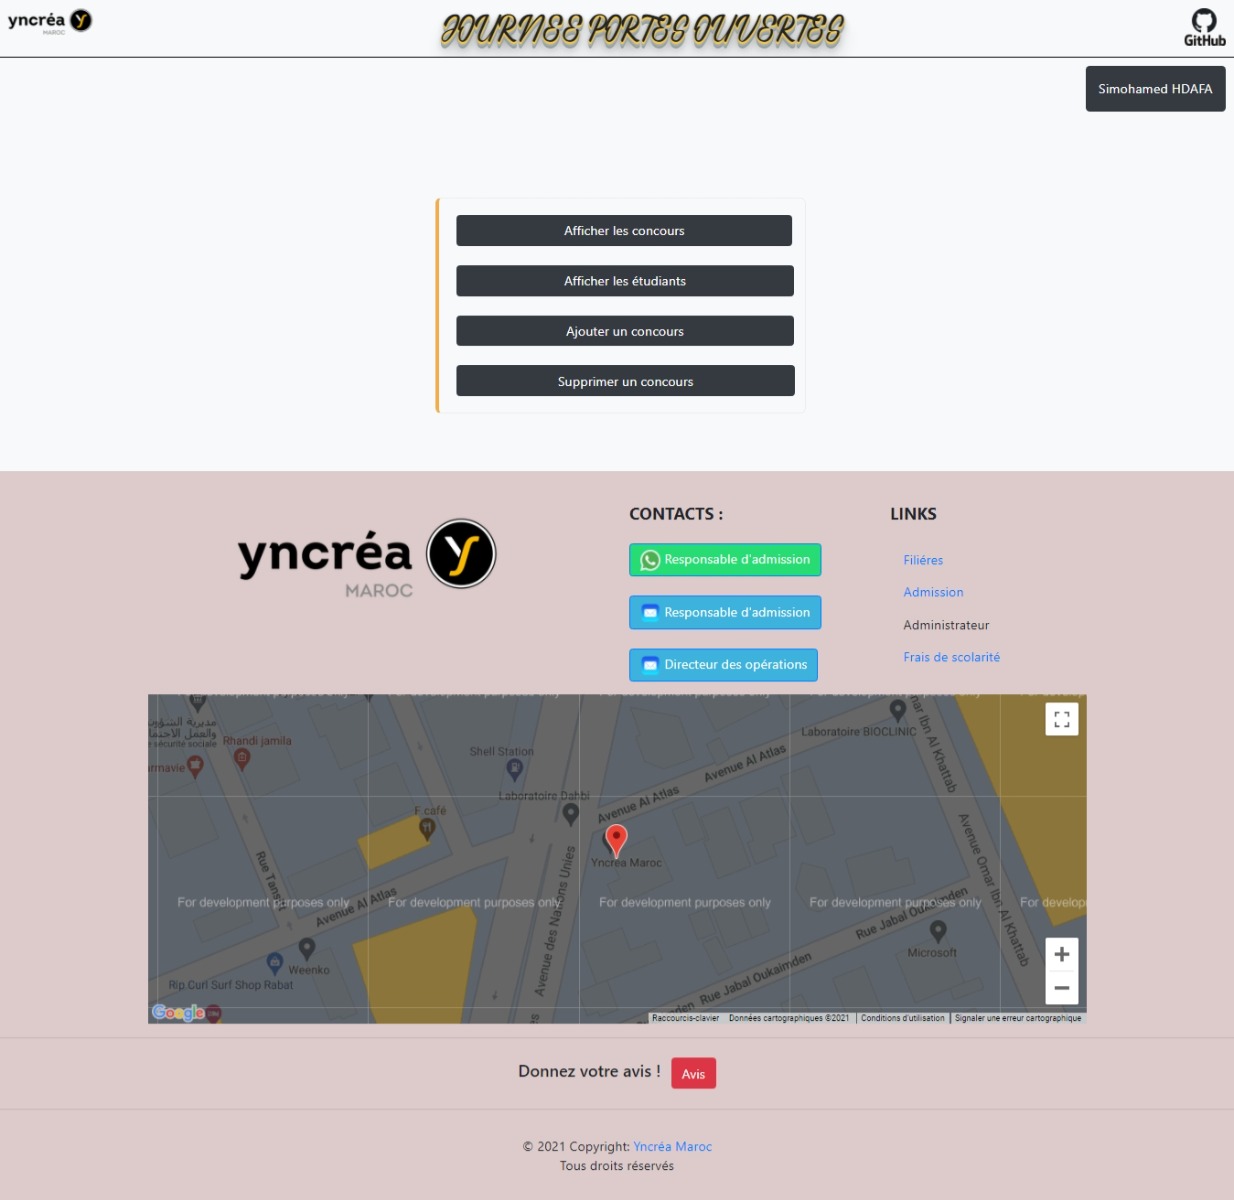 yncréa
MAROC
JOURNEE PORTES OUVERTES
GitHub
Simohamed HDAFA
Afficher les concours
Afficher les étudiants
Ajouter un concours
Supprimer un concours
yncréa
MAROC
CONTACTS :
Responsable d'admission
Responsable d'admission
Directeur des opérations
LINKS
Filiéres
Admission
Administrateur
Frais de scolarité
مديرية الشؤون
والعمل الاجتما
sécurité sociale
Rhandi jamila
armavie
Shell Station
Laboratoire Dahbi
F café
Laboratoire BIOCLINIC
Avenue Al Atlas
Avenue Al Atlas
mar Ibn Al Khattab
Avenue Omar Ibn Al Khattab
Yncréa Maroc
Rue Tansift
Avenue Al Atlas
Avenue des Nations Unies
For development purposes only
For development purposes only
For development purposes only
For development purposes only
For develop
Rue Jabal Oukaimden
Rue Jabal Oukaimden
den
Microsoft
Weenko
Rip Curl Surf Shop Rabat
Google
Raccourcis-clavier
Données cartographiques ©2021
Conditions d'utilisation
Signaler une erreur cartographique
Donnez votre avis !
Avis
© 2021 Copyright: Yncréa Maroc
Tous droits réservés